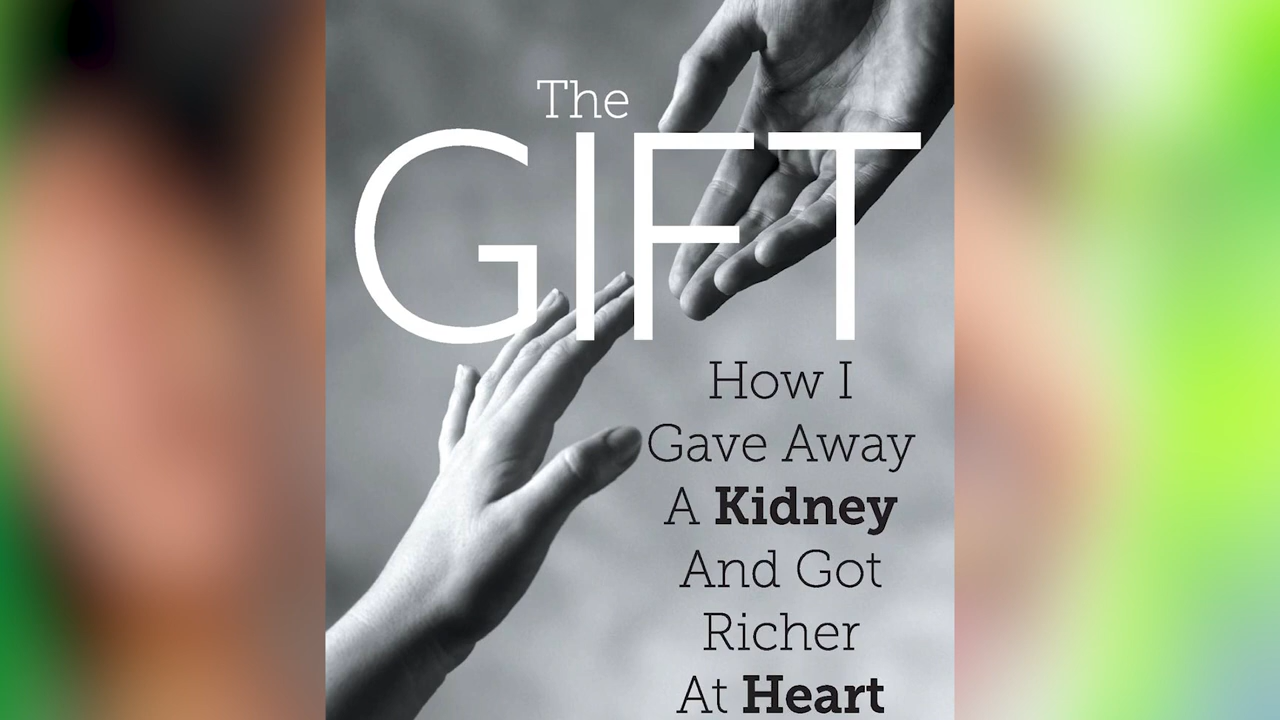 The
GIFT
How I
Gave Away
A Kidney
And Got
Richer
At Heart